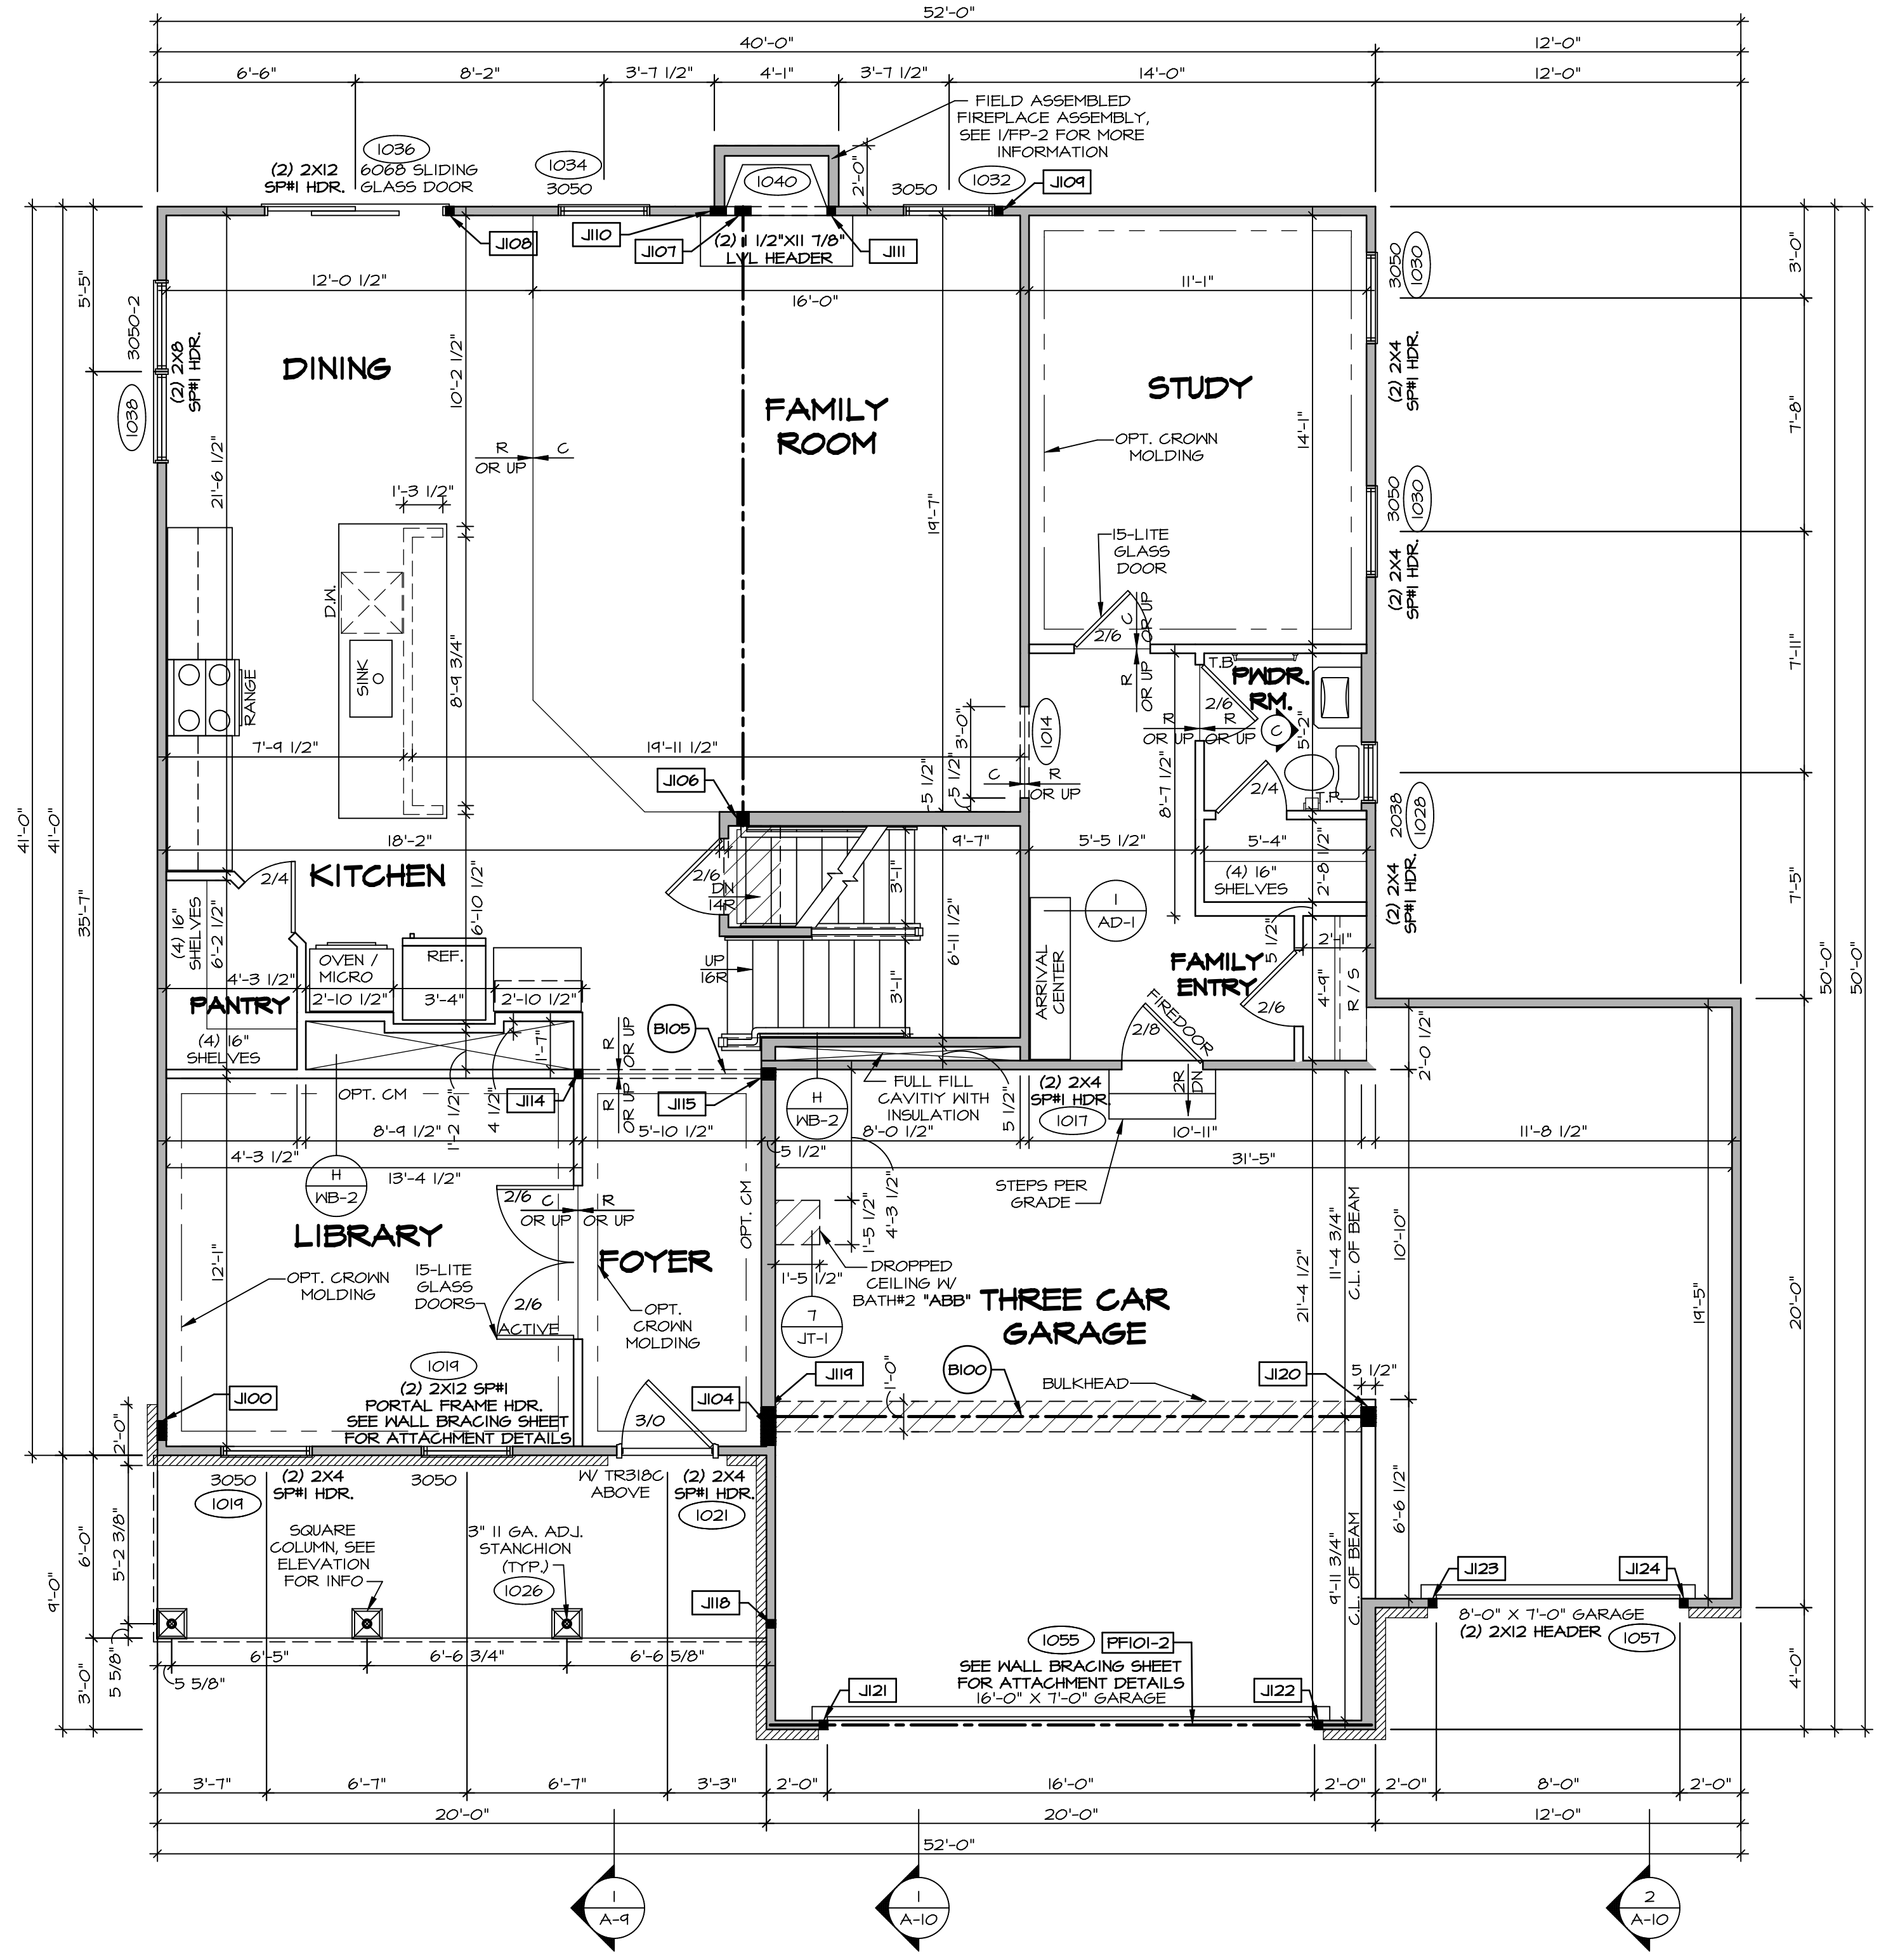 52'-0"
40'-0"
12'-0"
6'-6"
8'-2"
3'-7 1/2"
4'-1"
3'-7 1/2"
14'-0"
12'-0"
FIELD ASSEMBLED
FIREPLACE ASSEMBLY,
SEE 1/FP-2 FOR MORE
INFORMATION
1036
(2) 2X12
SP#1 HDR.
6068 SLIDING
GLASS DOOR
1034
3050
1040
2'-0"
3050
1032
J109
J108
J110
J107
(2) 1 1/2"X11 7/8"
LVL HEADER
J111
3050
1030
3'-0"
5'-5"
3050-2
(2) 2X8
SP#1 HDR.
1038
12'-0 1/2"
16'-0"
11'-1"
DINING
10'-2 1/2"
FAMILY
ROOM
STUDY
(2) 2X4
SP#1 HDR.
7'-8"
OPT. CROWN
MOLDING
14'-1"
R
OR UP
C
21'-6 1/2"
1'-3 1/2"
19'-7"
3050
1030
(2) 2X4
SP#1 HDR.
15-LITE
GLASS
DOOR
D.W.
SINK
RANGE
8'-9 3/4"
2/6
C
OR UP
R
OR UP
T.B.
PWDR.
RM.
7'-11"
2/6
R
OR UP
R
OR UP
C
5'-2"
7'-9 1/2"
19'-11 1/2"
3'-0"
1014
C
R
OR UP
5 1/2"
5 1/2"
J106
8'-7 1/2"
2/4
T.P.
2038
1028
(2) 2X4
SP#1 HDR.
7'-5"
41'-0"
41'-0"
35'-7"
50'-0"
50'-0"
18'-2"
9'-7"
5'-5 1/2"
5'-4"
2'-8 1/2"
(4) 16"
SHELVES
2/4
KITCHEN
2/6
DN
14R
3'-1"
1
AD-1
(4) 16"
SHELVES
6'-2 1/2"
6'-10 1/2"
6'-11 1/2"
5 1/2"
2'-1"
OVEN /
MICRO
REF.
UP
16R
3'-1"
ARRIVAL
CENTER
FAMILY
ENTRY
4'-9"
R / S
2/6
4'-3 1/2"
2'-10 1/2"
3'-4"
2'-10 1/2"
PANTRY
(4) 16"
SHELVES
1'-7"
R
OR UP
R
OR UP
B105
FIREDOOR
2/8
2'-0 1/2"
OPT. CM
1'-2 1/2"
4 1/2"
J114
J115
H
WB-2
FULL FILL
CAVITIY WITH
INSULATION
5 1/2"
(2) 2X4
SP#1 HDR.
1017
2R
DN
8'-9 1/2"
5'-10 1/2"
8'-0 1/2"
10'-11"
11'-8 1/2"
4'-3 1/2"
5 1/2"
31'-5"
H
WB-2
13'-4 1/2"
STEPS PER
GRADE
2/6
C
OR UP
R
OR UP
OPT. CM
1'-5 1/2"
4'-3 1/2"
11'-4 3/4"
C.L. OF BEAM
10'-10"
LIBRARY
FOYER
12'-1"
OPT. CROWN
MOLDING
15-LITE
GLASS
DOORS
2/6
ACTIVE
OPT.
CROWN
MOLDING
1'-5 1/2"
DROPPED
CEILING W/
BATH#2 "ABB"
7
JT-1
THREE CAR
GARAGE
21'-4 1/2"
19'-5"
20'-0"
1019
(2) 2X12 SP#1
PORTAL FRAME HDR.
SEE WALL BRACING SHEET
FOR ATTACHMENT DETAILS
J100
J104
J119
1'-0"
B100
BULKHEAD
J120
5 1/2"
3/0
2'-0"
3050
(2) 2X4
SP#1 HDR.
1019
3050
W/ TR318C
ABOVE
(2) 2X4
SP#1 HDR.
1021
6'-6 1/2"
SQUARE
COLUMN, SEE
ELEVATION
FOR INFO
3" 11 GA. ADJ.
STANCHION
(TYP.)
1026
J118
9'-11 3/4"
C.L. OF BEAM
J123
J124
8'-0" X 7'-0" GARAGE
(2) 2X12 HEADER
1057
9'-0"
6'-0"
5'-2 3/8"
3'-0"
5 5/8"
5 5/8"
6'-5"
6'-6 3/4"
6'-6 5/8"
1055
PF101-2
SEE WALL BRACING SHEET
FOR ATTACHMENT DETAILS
16'-0" X 7'-0" GARAGE
J121
J122
4'-0"
3'-7"
6'-7"
6'-7"
3'-3"
2'-0"
16'-0"
2'-0"
2'-0"
8'-0"
2'-0"
20'-0"
20'-0"
12'-0"
52'-0"
1
A-9
1
A-10
2
A-10